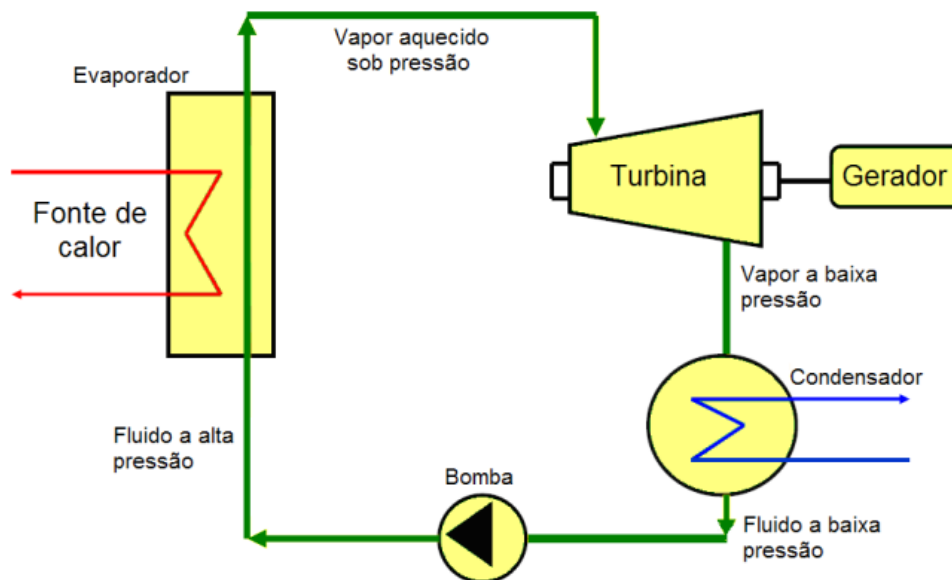 Vapor aquecido
sob pressão
Evaporador
Turbina
Gerador
Fonte de
calor
Vapor a baixa
pressão
Condensador
Fluido a alta
pressão
Bomba
Fluido a baixa
pressão